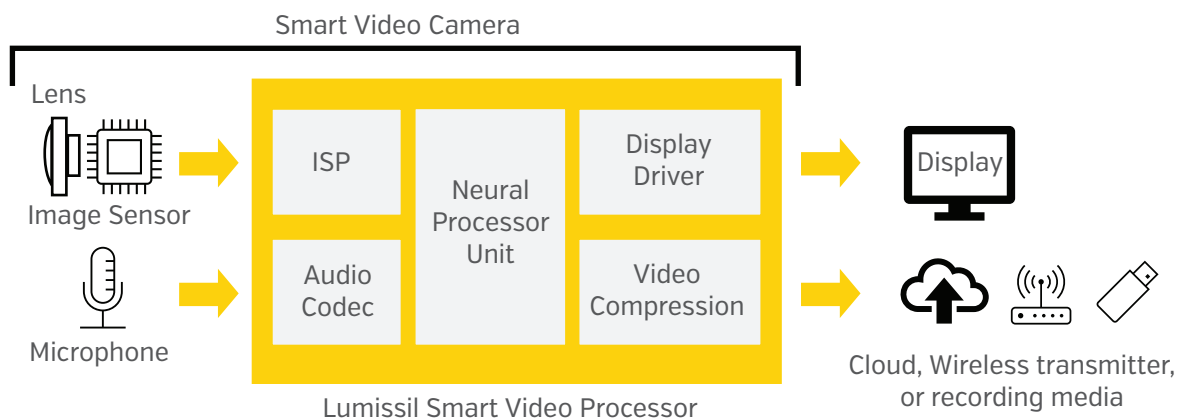 Smart Video Camera
Lens
Image Sensor
Microphone
ISP
Audio
Codec
Neural
Processor
Unit
Display
Driver
Video
Compression
Display
Cloud, Wireless transmitter,
or recording media
Lumissil Smart Video Processor